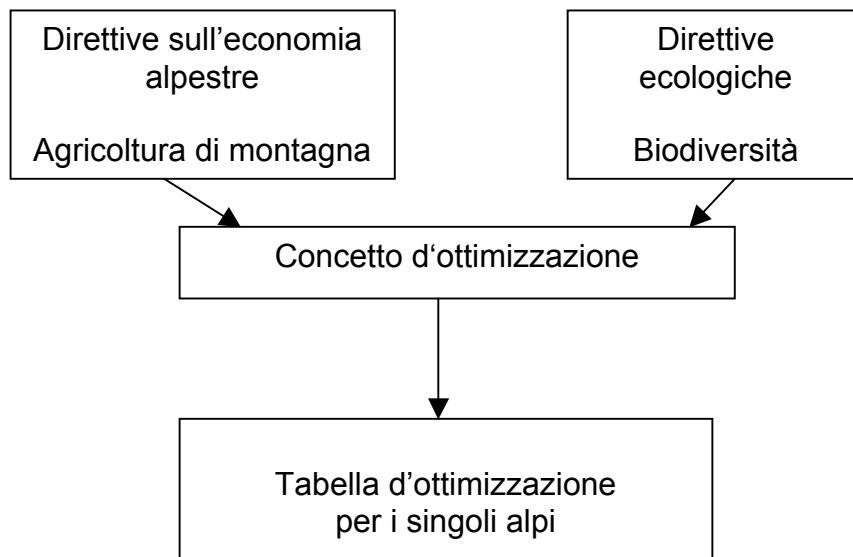 Direttive sull’economia
alpestre
Agricoltura di montagna
Direttive
ecologiche
Biodiversità
Concetto d‘ottimizzazione
Tabella d’ottimizzazione
per i singoli alpi